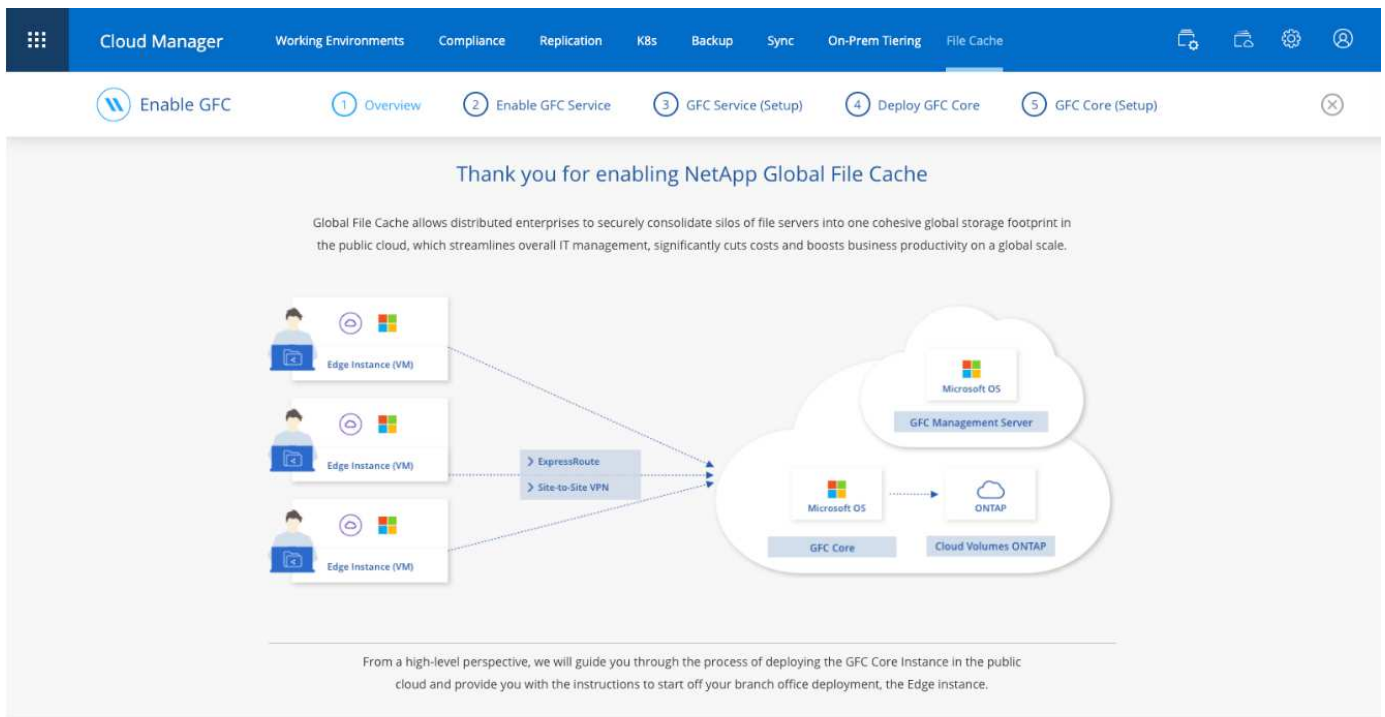 Cloud Manager
Working Environments
Compliance
Replication
K8s
Backup
Sync
On-Prem Tiering
File Cache
Enable GFC
1 Overview
2 Enable GFC Service
3 GFC Service (Setup)
4 Deploy GFC Core
5 GFC Core (Setup)
Thank you for enabling NetApp Global File Cache
Global File Cache allows distributed enterprises to securely consolidate silos of file servers into one cohesive global storage footprint in
the public cloud, which streamlines overall IT management, significantly cuts costs and boosts business productivity on a global scale.
Edge Instance (VM)
Edge Instance (VM)
Edge Instance (VM)
> ExpressRoute
> Site-to-Site VPN
Microsoft OS
GFC Management Server
Microsoft OS
GFC Core
ONTAP
Cloud Volumes ONTAP
From a high-level perspective, we will guide you through the process of deploying the GFC Core Instance in the public
cloud and provide you with the instructions to start off your branch office deployment, the Edge instance.